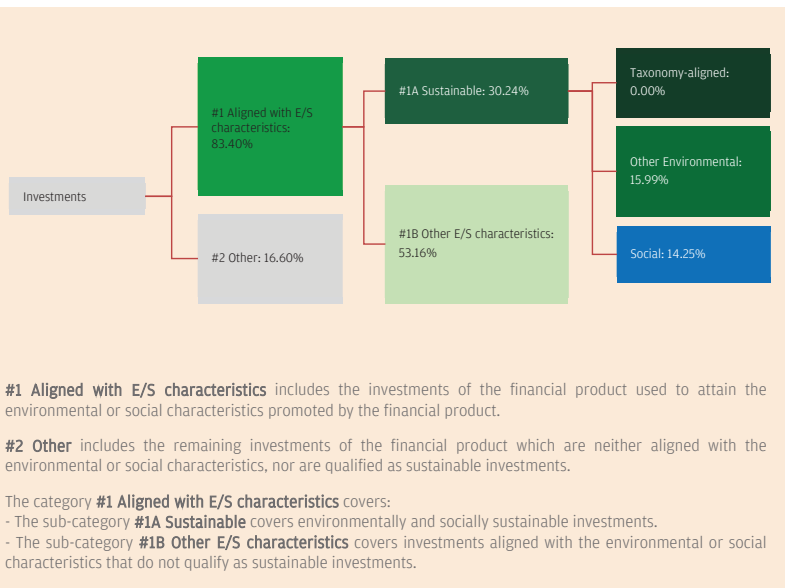 Investments
#1 Aligned with E/S
characteristics:
83.40%
#2 Other: 16.60%
#1A Sustainable: 30.24%
#1B Other E/S characteristics:
53.16%
Taxonomy-aligned:
0.00%
Other Environmental:
15.99%
Social: 14.25%
#1 Aligned with E/S characteristics includes the investments of the financial product used to attain the
environmental or social characteristics promoted by the financial product.
#2 Other includes the remaining investments of the financial product which are neither aligned with the
environmental or social characteristics, nor are qualified as sustainable investments.
The category #1 Aligned with E/S characteristics covers:
- The sub-category #1A Sustainable covers environmentally and socially sustainable investments.
- The sub-category #1B Other E/S characteristics covers investments aligned with the environmental or social
characteristics that do not qualify as sustainable investments.